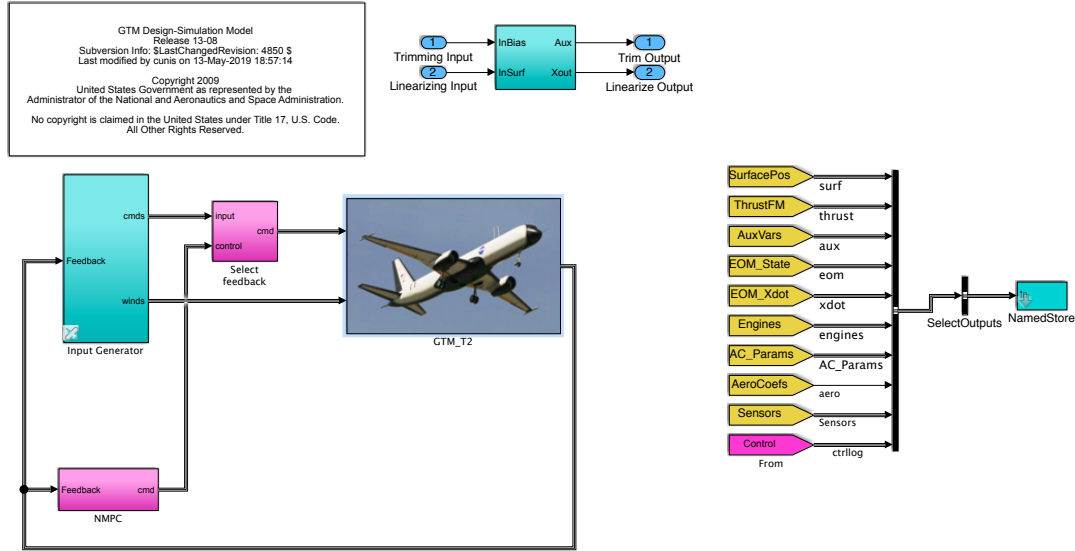 GTM Design-Simulation Model
Release 13-08
Subversion Info: $LastChangedRevision: 4850 $
Last modified by cunis on 13-May-2019 18:57:14
Copyright 2009
United States Government as represented by the
Administrator of the National and Aeronautics and Space Administration.
No copyright is claimed in the United States under Title 17, U.S. Code.
All Other Rights Reserved.
1
Trimming Input
2
Linearizing Input
InBias
Aux
InSurf
Xout
1
Trim Output
2
Linearize Output
cmds
Feedback
winds
Input Generator
input
cmd
control
Select
feedback
GTM_T2
Feedback
cmd
NMPC
SurfacePos
surf
ThrustFM
thrust
AuxVars
aux
EOM_State
eom
EOM_Xdot
xdot
Engines
engines
AC_Params
AC_Params
AeroCoefs
aero
Sensors
Sensors
Control
ctrllog
From
SelectOutputs
NamedStore